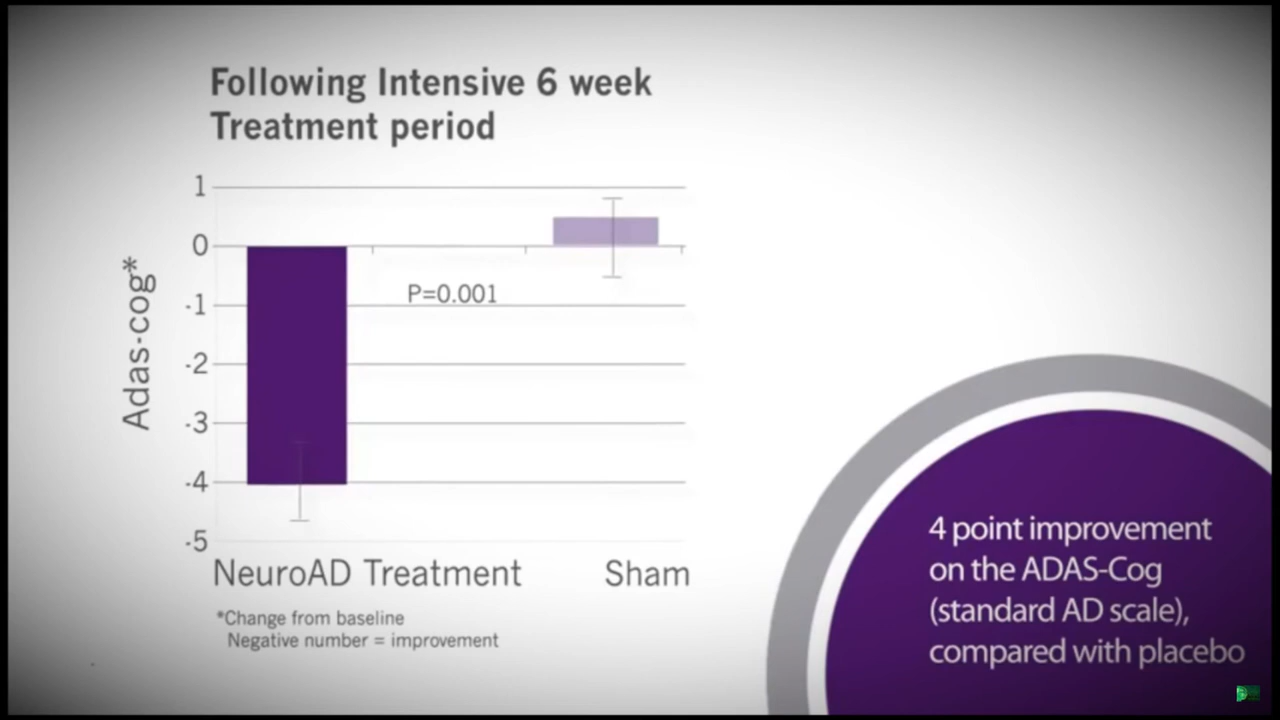 Following Intensive 6 week
Treatment period
1
0
-1
-2
-3
-4
-5
Adas-cog*
P=0.001
NeuroAD Treatment Sham
*Change from baseline
Negative number = improvement
4 point improvement
on the ADAS-Cog
(standard AD scale),
compared with placebo